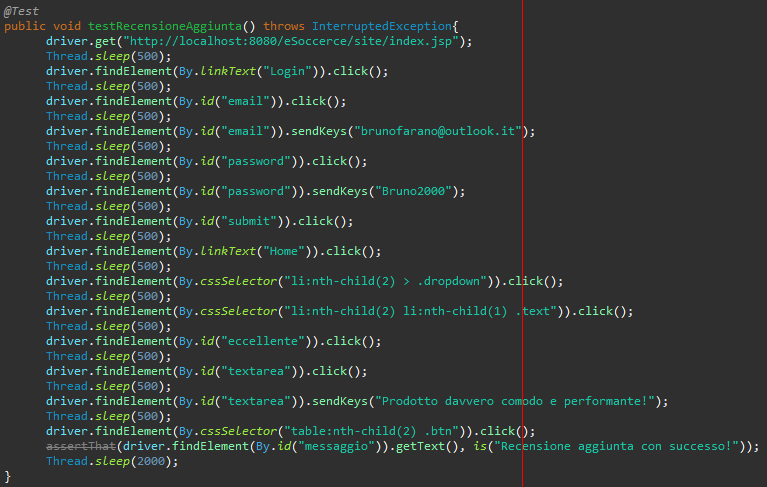 @Test
public void testRecensioneAggiunta() throws InterruptedException{
driver.get("http://localhost:8080/eSoccerce/site/index.jsp");
Thread.sleep(500);
driver.findElement(By.linkText("Login")).click();
Thread.sleep(500);
driver.findElement(By.id("email")).click();
Thread.sleep(500);
driver.findElement(By.id("email")).sendKeys("brunofarano@outlook.it");
Thread.sleep(500);
driver.findElement(By.id("password")).click();
Thread.sleep(500);
driver.findElement(By.id("password")).sendKeys("Bruno2000");
Thread.sleep(500);
driver.findElement(By.id("submit")).click();
Thread.sleep(500);
driver.findElement(By.linkText("Home")).click();
Thread.sleep(500);
driver.findElement(By.cssSelector("li:nth-child(2) > .dropdown")).click();
Thread.sleep(500);
driver.findElement(By.cssSelector("li:nth-child(2) li:nth-child(1) .text")).click();
Thread.sleep(500);
driver.findElement(By.id("eccellente")).click();
Thread.sleep(500);
driver.findElement(By.id("textarea")).click();
Thread.sleep(500);
driver.findElement(By.id("textarea")).sendKeys("Prodotto davvero comodo e performante!");
Thread.sleep(500);
driver.findElement(By.cssSelector("table:nth-child(2) .btn")).click();
assertThat(driver.findElement(By.id("messaggio")).getText(), is("Recensione aggiunta con successo!"));
Thread.sleep(2000);
}